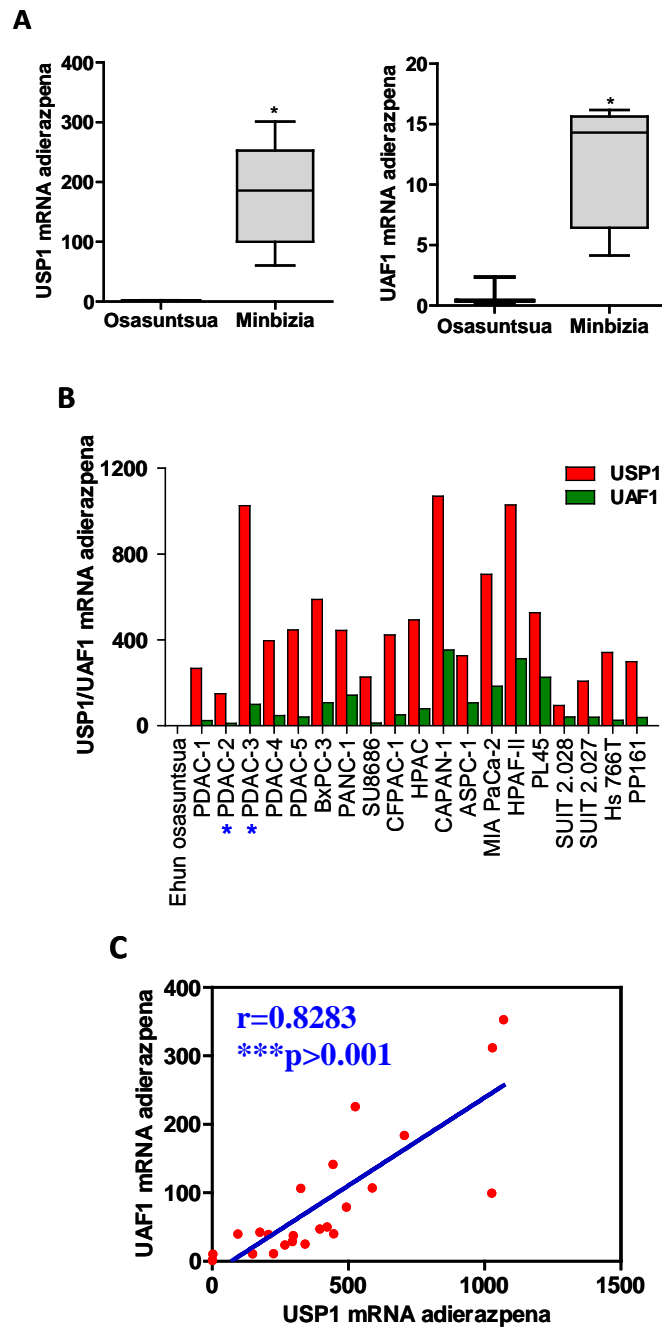 A
USP1 mRNA adierazpena
400
300
200
100
0
*
Osasuntsua
Minbizia
UAF1 mRNA adierazpena
20
15
10
5
0
*
Osasuntsua
Minbizia
B
USP1/UAF1 mRNA adierazpena
1200
800
400
0
USP1
UAF1
Ehun osasuntsua
PDAC-1
PDAC-2
*
PDAC-3
*
PDAC-4
PDAC-5
BxPC-3
PANC-1
SU8686
CFPAC-1
HPAC
CAPAN-1
ASPC-1
MIA PaCa-2
HPAF-II
PL45
SUIT 2.028
SUIT 2.027
Hs 766T
PP161
C
UAF1 mRNA adierazpena
400
300
200
100
0
r=0.8283
***p>0.001
0
500
1000
1500
USP1 mRNA adierazpena